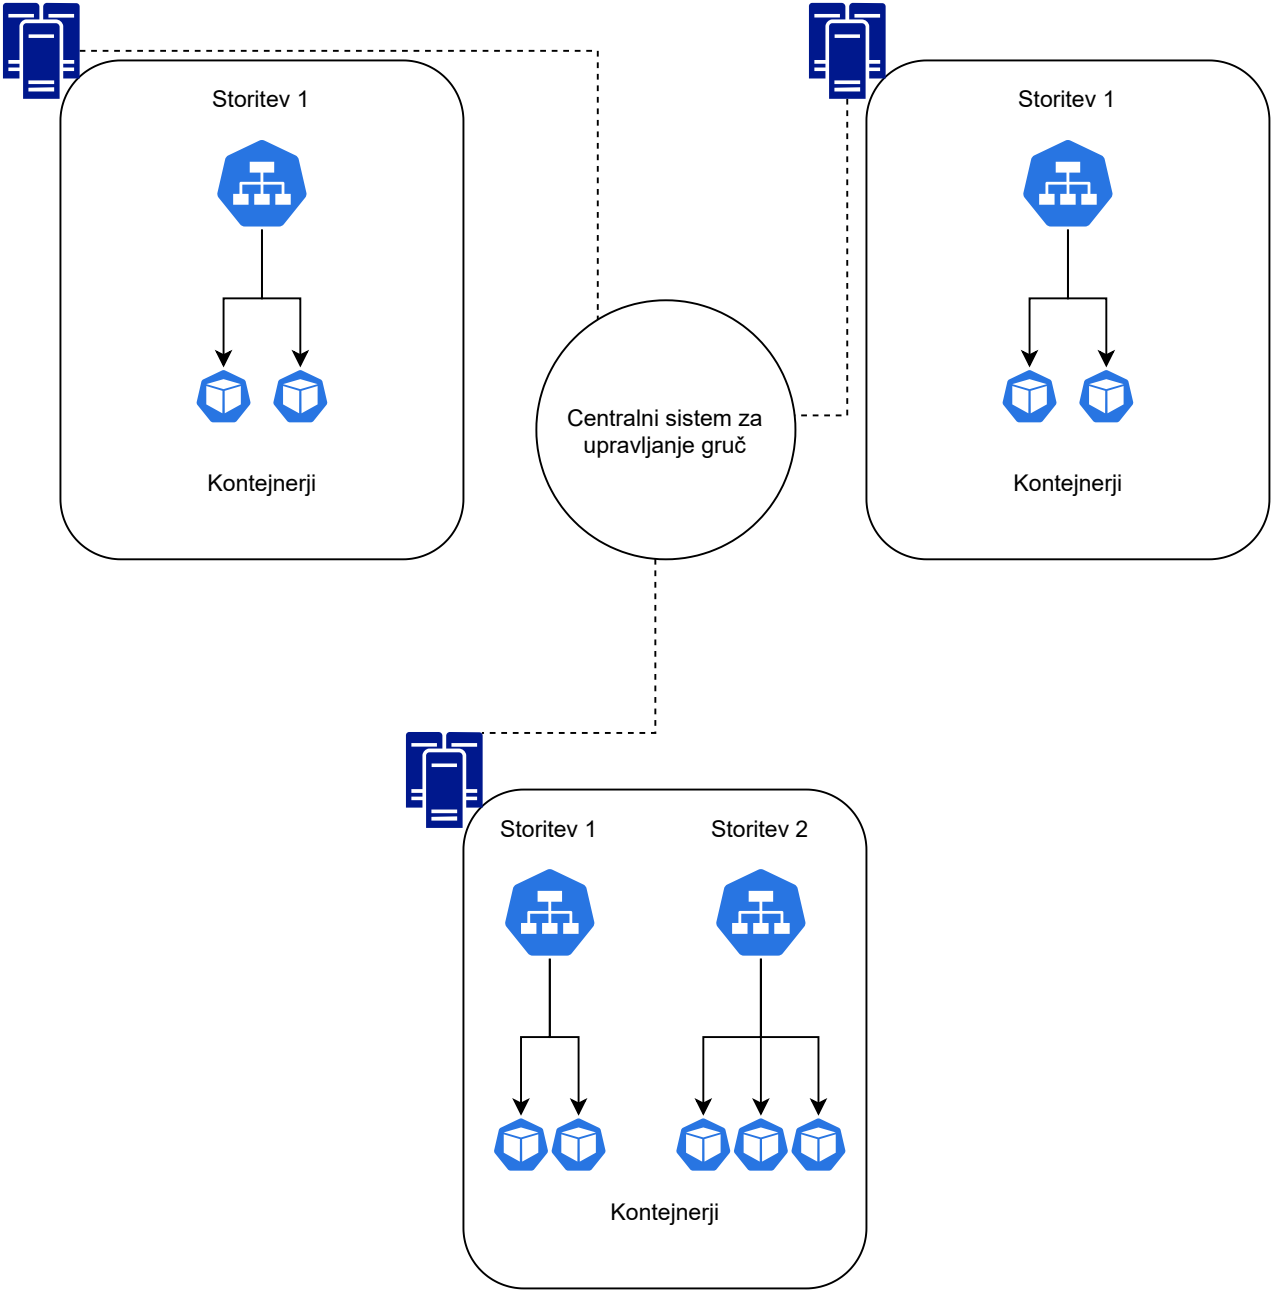 Storitev 1
Storitev 1
Kontejnerji
Centralni sistem za
upravljanje gruč
Kontejnerji
Storitev 1
Storitev 2
Kontejnerji